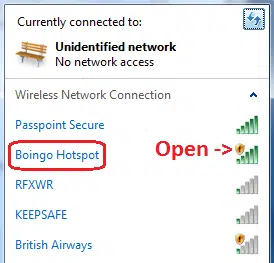 Currently connected to:
Unidentified network
No network access
Wireless Network Connection
Passpoint Secure
Boingo Hotspot
Open ->
RFXWR
KEEPSAFE
British Airways